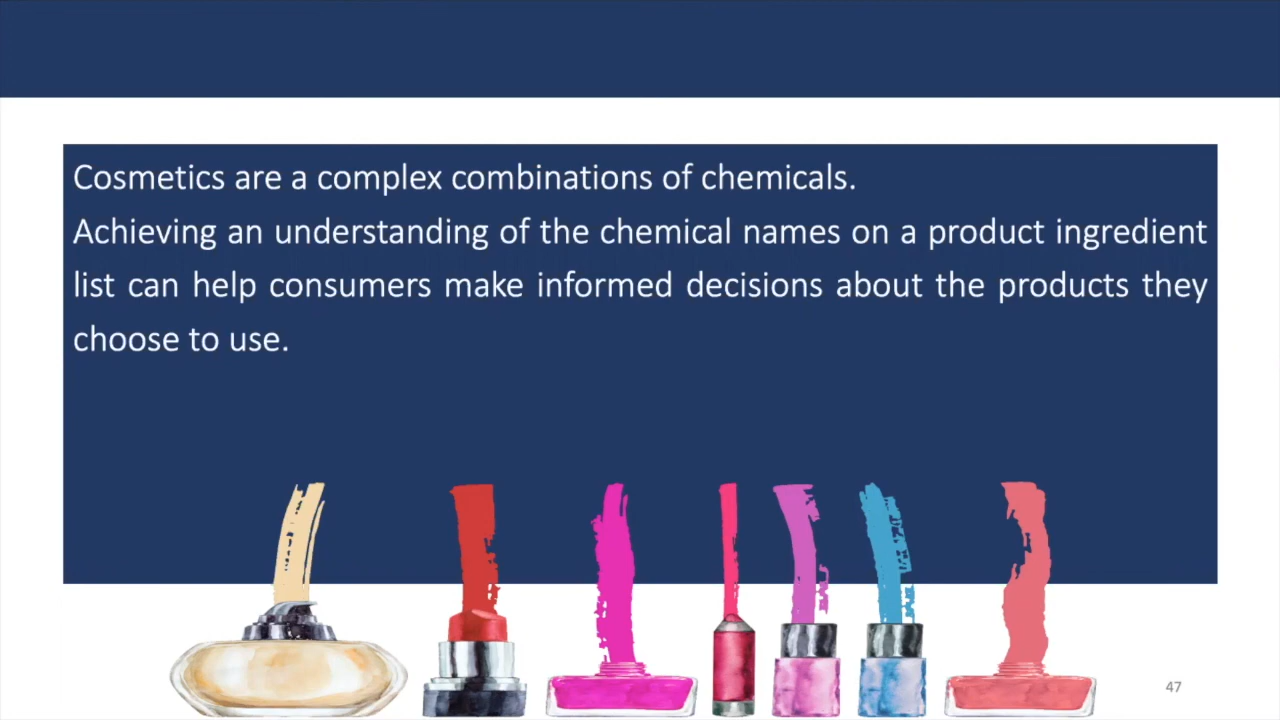 Cosmetics are a complex combinations of chemicals.
Achieving an understanding of the chemical names on a product ingredient
list can help consumers make informed decisions about the products they
choose to use.
47